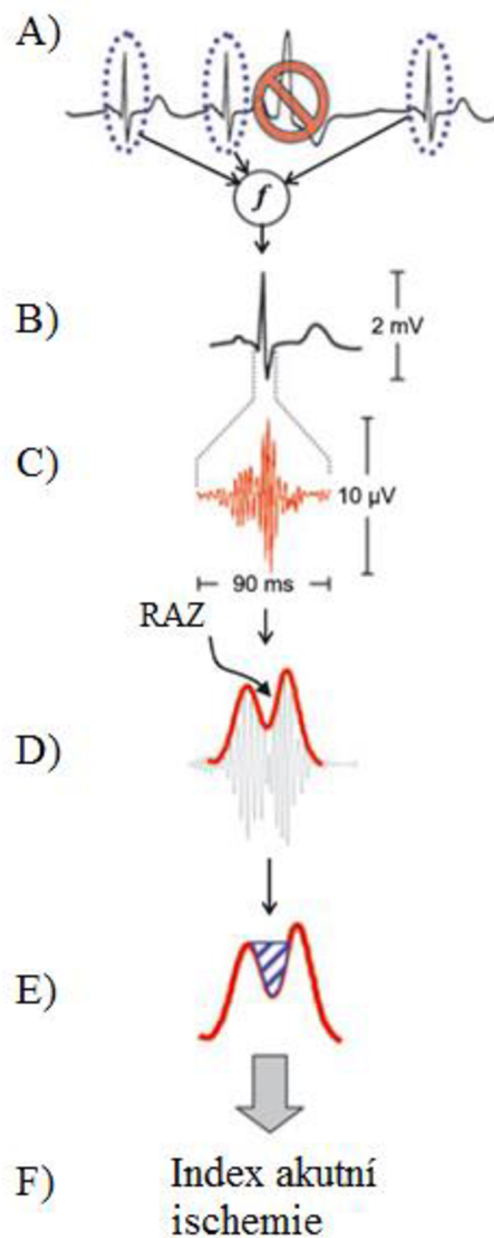 A)
f
B)
2 mV
C)
10 µV
90 ms
RAZ
D)
E)
F)
Index akutní
ischemie